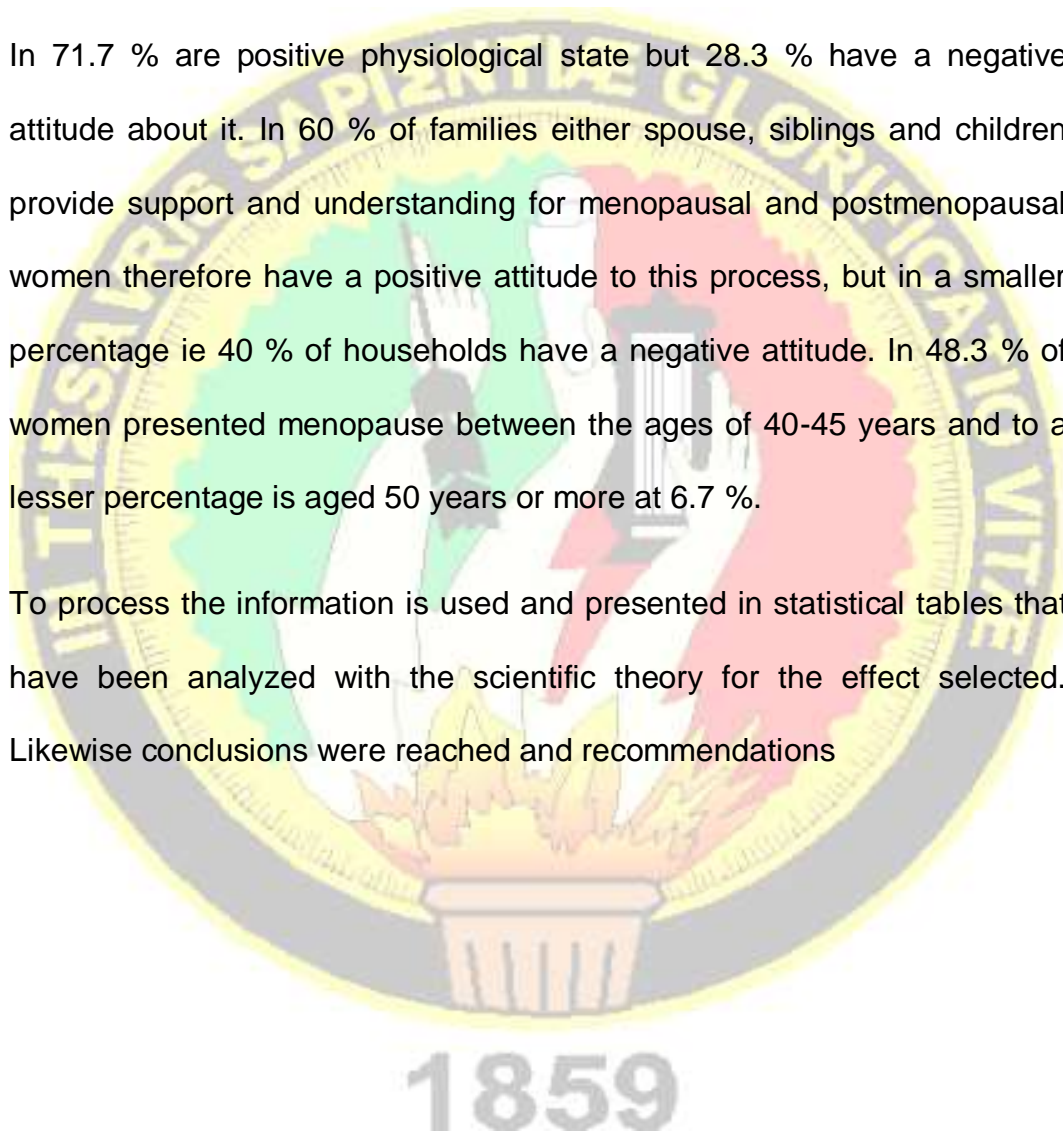 In 71.7 % are positive physiological state but 28.3 % have a negative
attitude about it. In 60 % of families either spouse, siblings and children
provide support and understanding for menopausal and postmenopausal
women therefore have a positive attitude to this process, but in a smaller
percentage ie 40 % of households have a negative attitude. In 48.3 % of
women presented menopause between the ages of 40-45 years and to a
lesser percentage is aged 50 years or more at 6.7 %.
To process the information is used and presented in statistical tables that
have been analyzed with the scientific theory for the effect selected.
Likewise conclusions were reached and recommendations
IN THESAVRIS SAPIENTIAE GLORIFICATIO VITAE
1859